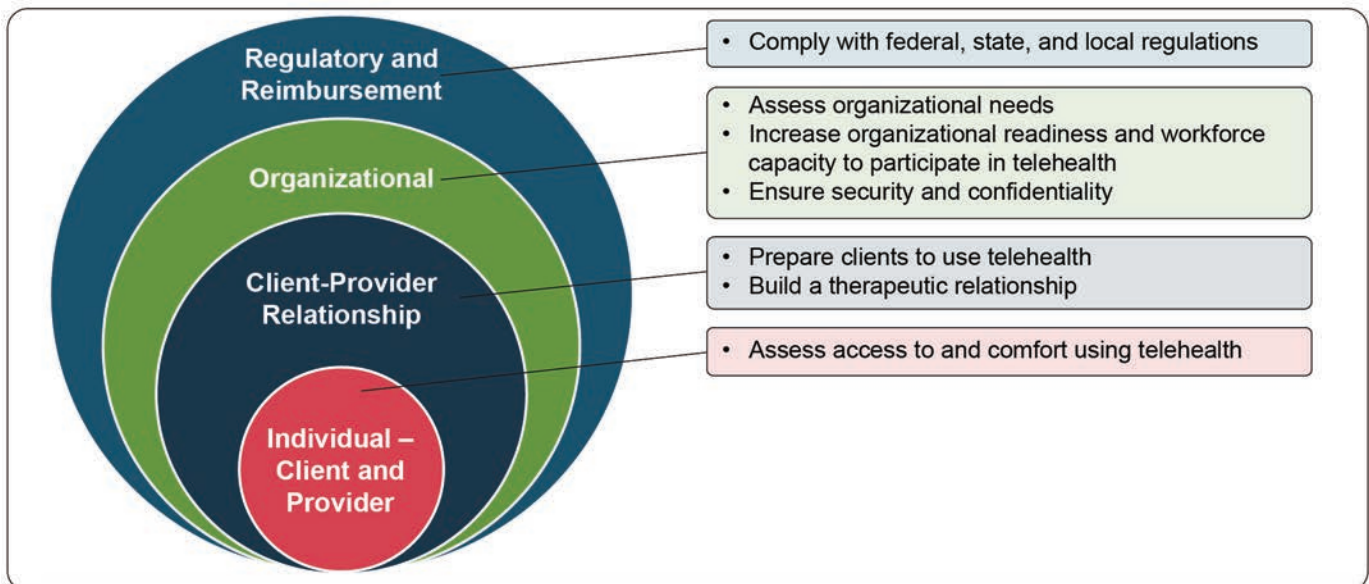 Regulatory and
Reimbursement
Organizational
Client-Provider
Relationship
Individual –
Client and
Provider
• Comply with federal, state, and local regulations
• Assess organizational needs
• Increase organizational readiness and workforce
capacity to participate in telehealth
• Ensure security and confidentiality
• Prepare clients to use telehealth
• Build a therapeutic relationship
• Assess access to and comfort using telehealth